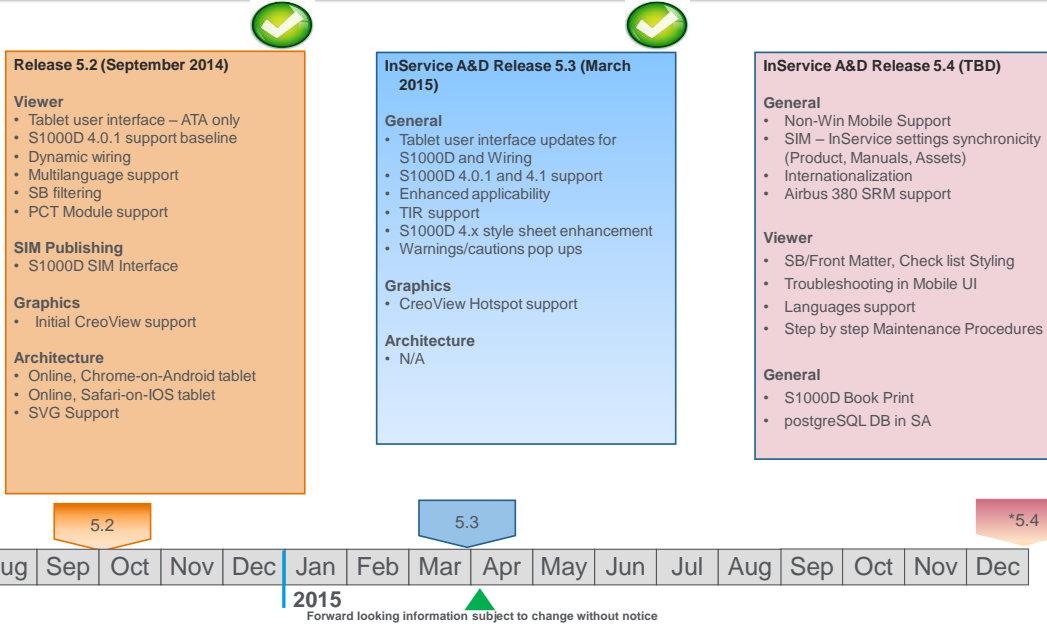 Release 5.2 (September 2014)
Viewer
• Tablet user interface – ATA only
• S1000D 4.0.1 support baseline
• Dynamic wiring
• Multilanguage support
• SB filtering
• PCT Module support
SIM Publishing
• S1000D SIM Interface
Graphics
• Initial CreoView support
Architecture
• Online, Chrome-on-Android tablet
• Online, Safari-on-IOS tablet
• SVG Support
InService A&D Release 5.3 (March
2015)
General
• Tablet user interface updates for
S1000D and Wiring
• S1000D 4.0.1 and 4.1 support
• Enhanced applicability
• TIR support
• S1000D 4.x style sheet enhancement
• Warnings/cautions pop ups
Graphics
• CreoView Hotspot support
Architecture
• N/A
InService A&D Release 5.4 (TBD)
General
• Non-Win Mobile Support
• SIM – InService settings synchronicity
(Product, Manuals, Assets)
• Internationalization
• Airbus 380 SRM support
Viewer
• SB/Front Matter, Check list Styling
• Troubleshooting in Mobile UI
• Languages support
• Step by step Maintenance Procedures
General
• S1000D Book Print
• postgreSQL DB in SA
5.2
5.3
*5.4
ug Sep Oct Nov Dec Jan Feb Mar Apr May Jun Jul Aug Sep Oct Nov Dec
2015
Forward looking information subject to change without notice